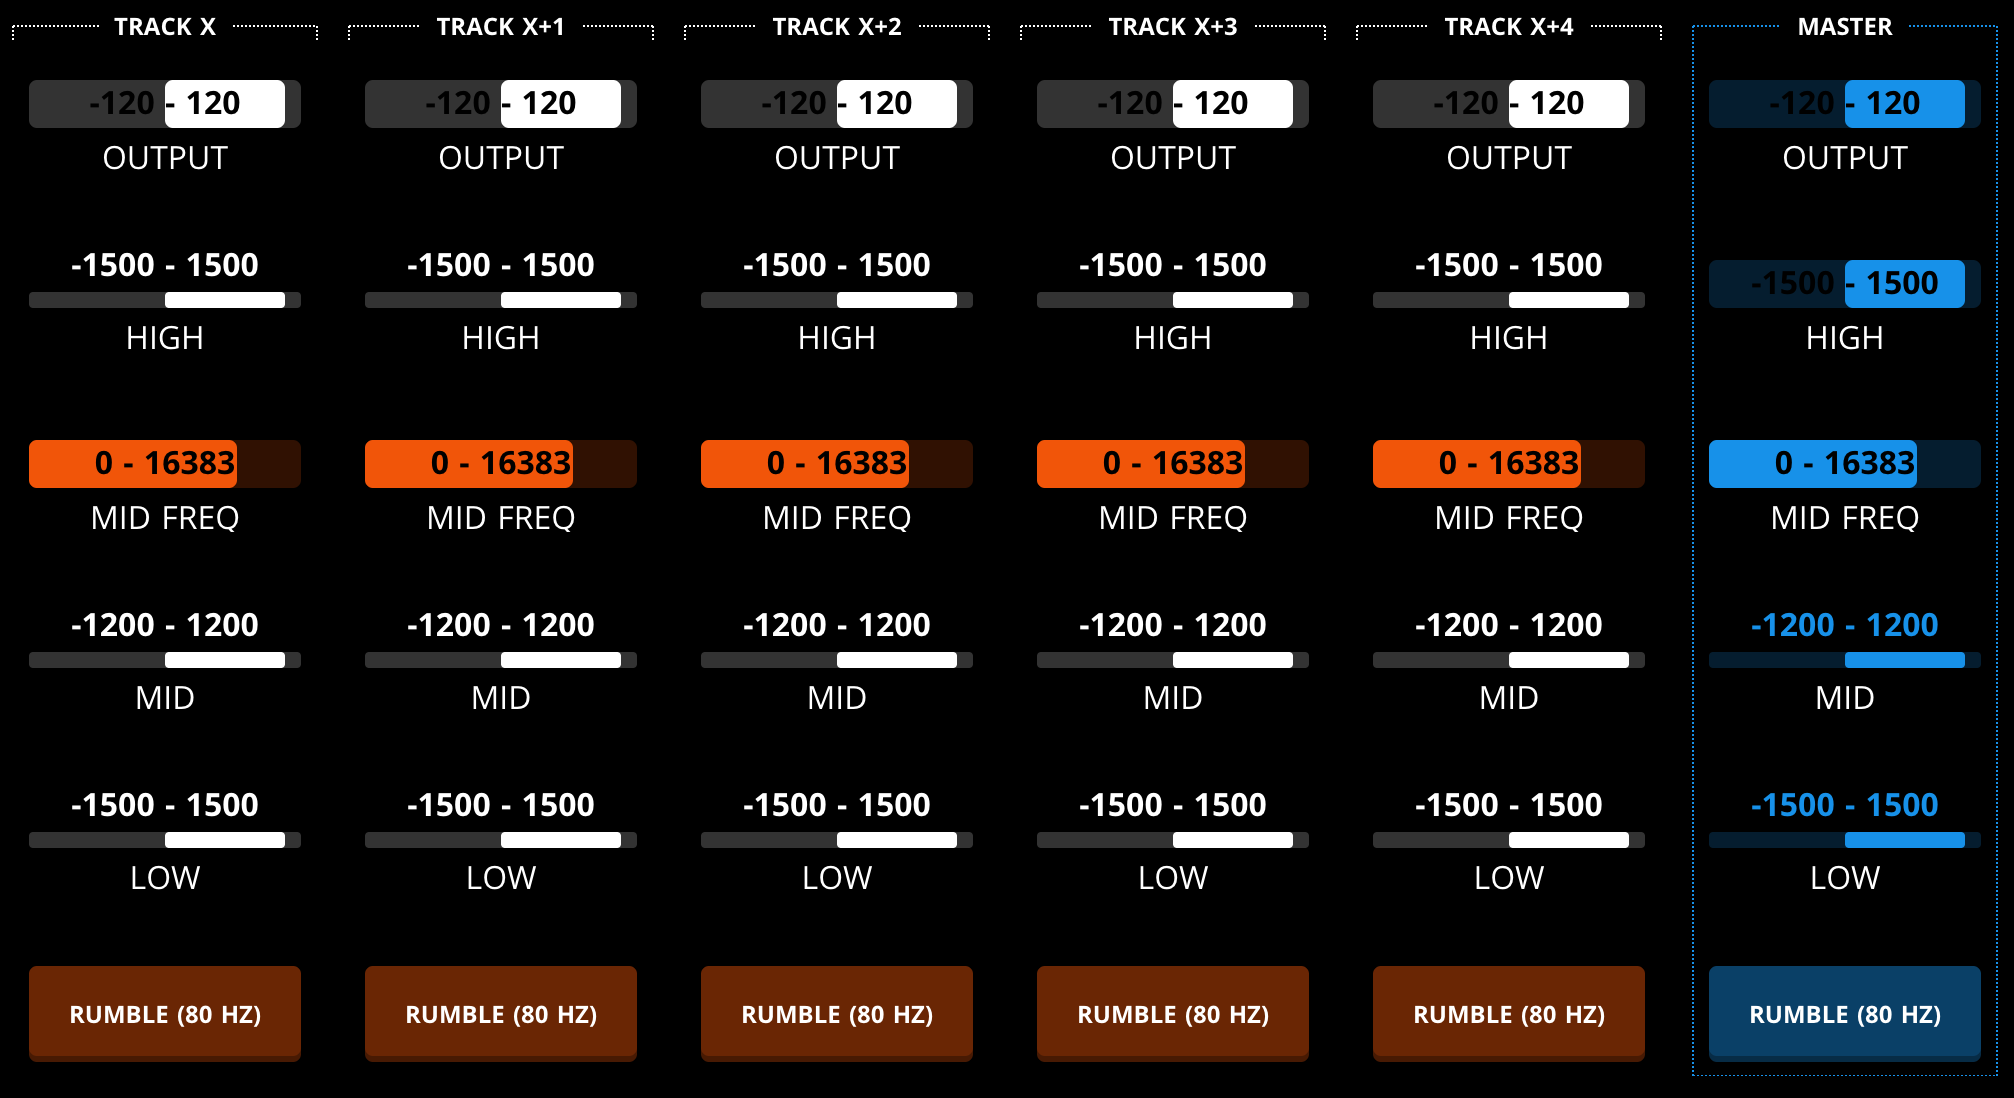 TRACK X TRACK X+1 TRACK X+2 TRACK X+3 TRACK X+4 MASTER
-120 - 120 -120 - 120 -120 - 120 -120 - 120 -120 - 120 -120 - 120
OUTPUT OUTPUT OUTPUT OUTPUT OUTPUT OUTPUT
-1500 - 1500 -1500 - 1500 -1500 - 1500 -1500 - 1500 -1500 - 1500 -1500 - 1500
HIGH HIGH HIGH HIGH HIGH HIGH
0 - 16383 0 - 16383 0 - 16383 0 - 16383 0 - 16383 0 - 16383
MID FREQ MID FREQ MID FREQ MID FREQ MID FREQ MID FREQ
-1200 - 1200 -1200 - 1200 -1200 - 1200 -1200 - 1200 -1200 - 1200 -1200 - 1200
MID MID MID MID MID MID
-1500 - 1500 -1500 - 1500 -1500 - 1500 -1500 - 1500 -1500 - 1500 -1500 - 1500
LOW LOW LOW LOW LOW LOW
RUMBLE (80 HZ) RUMBLE (80 HZ) RUMBLE (80 HZ) RUMBLE (80 HZ) RUMBLE (80 HZ) RUMBLE (80 HZ)